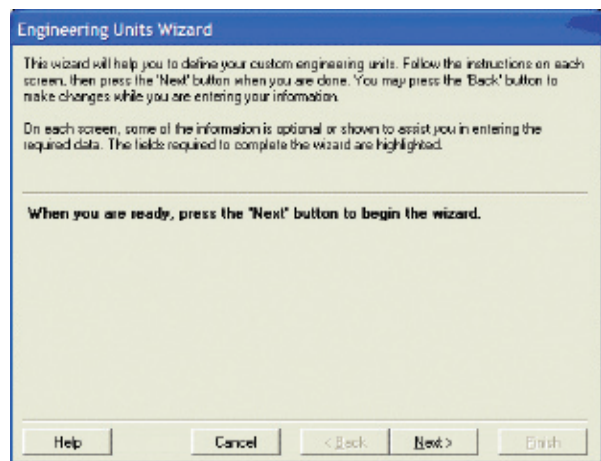 Engineering Units Wizard
This wizard will help you to define your custom engineering units. Follow the instructions on each
screen, then press the 'Next' button when you are done. You may press the 'Back' button to
make changes while you are entering your information.
On each screen, some of the information is optional or shown to assist you in entering the
required data. The fields required to complete the wizard are highlighted.
When you are ready, press the "Next" button to begin the wizard.
Help Cancel < Back Next > Finish